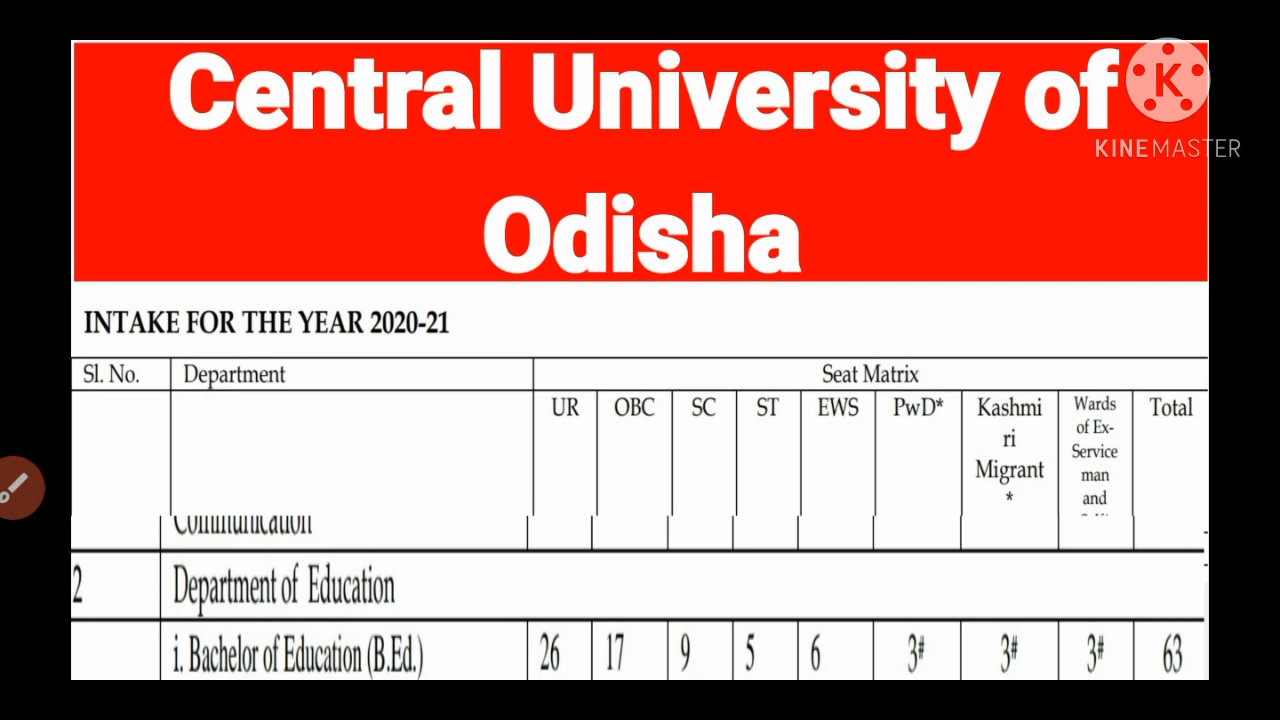 Central University of
Odisha
K
KINEMASTER
INTAKE FOR THE YEAR 2020-21
Sl. No. Department Seat Matrix
UR OBC SC ST EWS PwD* Kashmi Wards Total
ri of Ex-
Migrant Service
* man
and
Communication
2 Department of Education
i. Bachelor of Education (B.Ed.) 26 17 9 5 6 3# 3# 3# 63